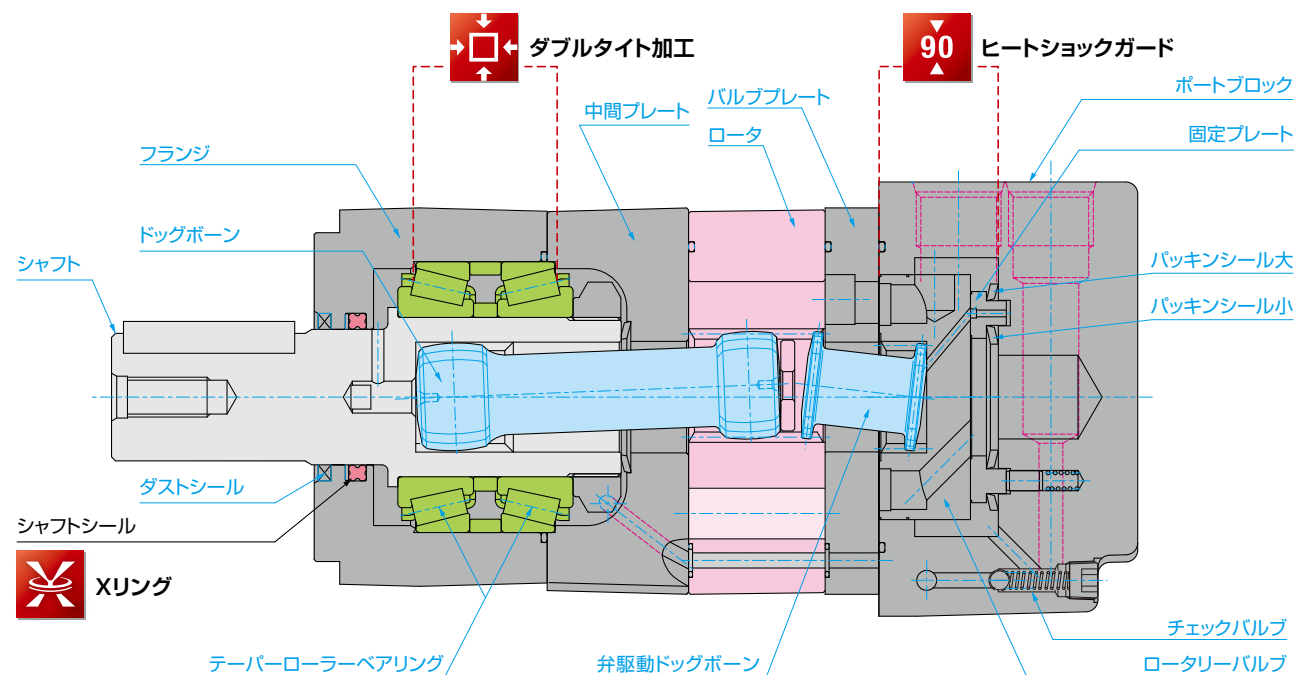 ダブルタイト加工
90
ヒートショックガード
ポートブロック
中間プレート
バルブプレート
ロータ
固定プレート
フランジ
ドッグボーン
シャフト
パッキンシール大
パッキンシール小
ダストシール
シャフトシール
Xリング
テーパーローラーベアリング
弁駆動ドッグボーン
チェックバルブ
ロータリーバルブ